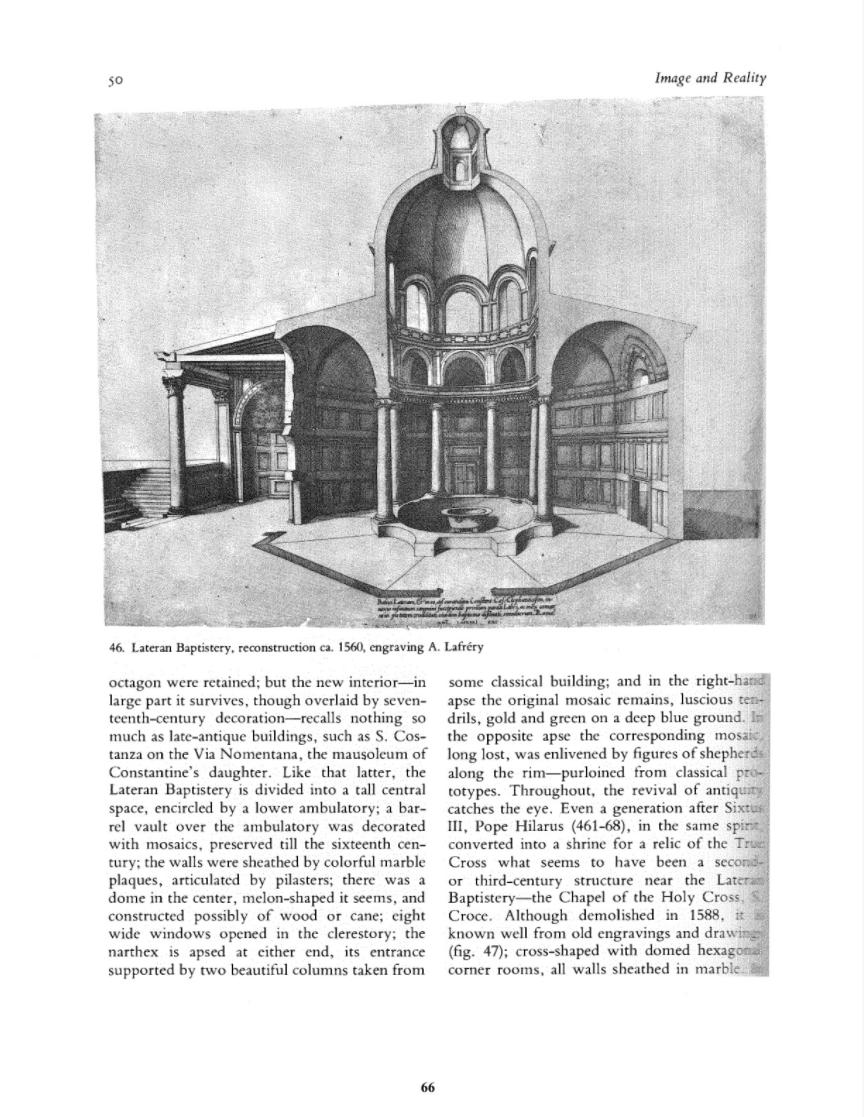 50
Image and Reality
46. Lateran Baptistery, reconstruction ca. 1560, engraving A. Lafréry
octagon were retained; but the new interior—in
large part it survives, though overlaid by seven-
teenth-century decoration—recalls nothing so
much as late-antique buildings, such as S. Cos-
tanza on the Via Nomentana, the mausoleum of
Constantine's daughter. Like that latter, the
Lateran Baptistery is divided into a tall central
space, encircled by a lower ambulatory; a bar-
rel vault over the ambulatory was decorated
with mosaics, preserved till the sixteenth cen-
tury; the walls were sheathed by colorful marble
plaques, articulated by pilasters; there was a
dome in the center, melon-shaped it seems, and
constructed possibly of wood or cane; eight
wide windows opened in the clerestory; the
narthex is apsed at either end, its entrance
supported by two beautiful columns taken from
some classical building; and in the right-hand
apse the original mosaic remains, luscious ten-
drils, gold and green on a deep blue ground. In
the opposite apse the corresponding mosaic,
long lost, was enlivened by figures of shepherds
along the rim—purloined from classical pro-
totypes. Throughout, the revival of antiquity
catches the eye. Even a generation after Sixtus
III, Pope Hilarus (461-68), in the same spirit,
converted into a shrine for a relic of the True
Cross what seems to have been a second-
or third-century structure near the Lateran
Baptistery—the Chapel of the Holy Cross, S.
Croce. Although demolished in 1588, it is
known well from old engravings and drawings
(fig. 47); cross-shaped with domed hexagonal
corner rooms, all walls sheathed in marble. In
66